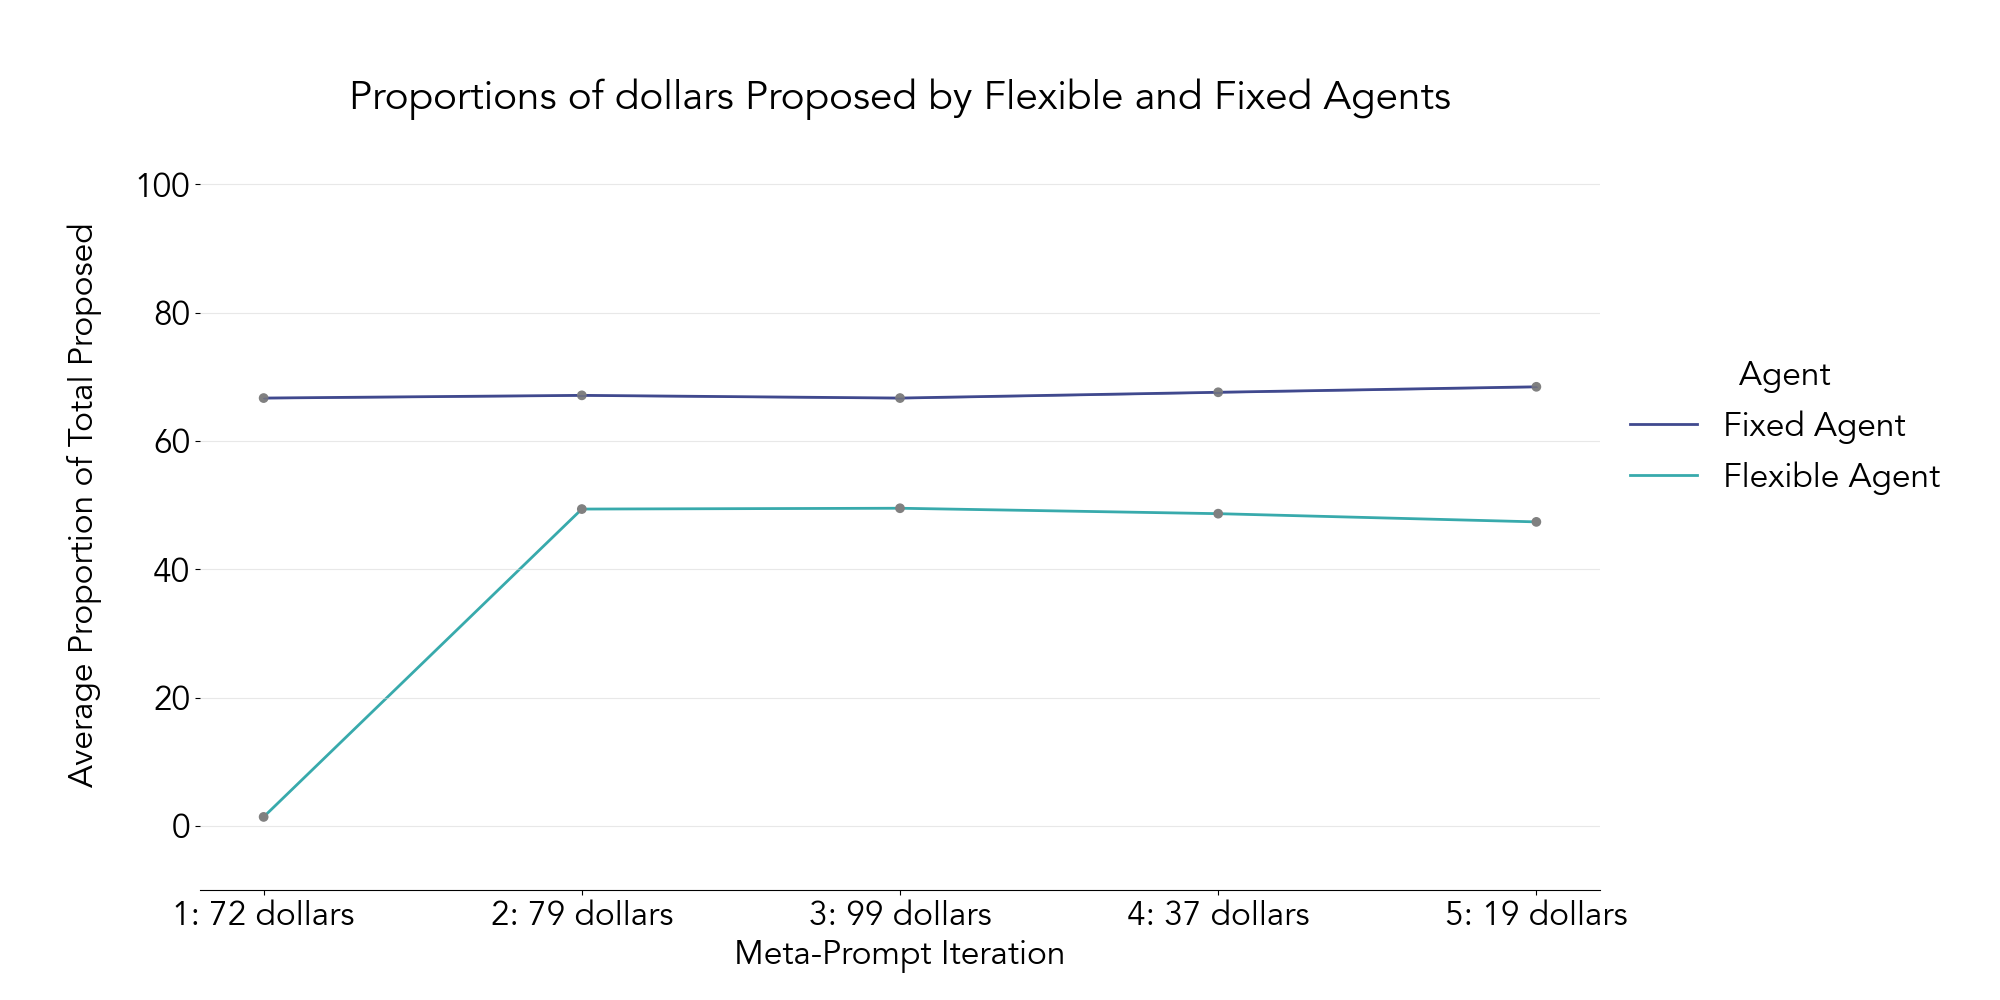 Proportions of dollars Proposed by Flexible and Fixed Agents
Average Proportion of Total Proposed
100
80
60
40
20
0
1: 72 dollars
2: 79 dollars
3: 99 dollars
4: 37 dollars
5: 19 dollars
Meta-Prompt Iteration
Agent
Fixed Agent
Flexible Agent